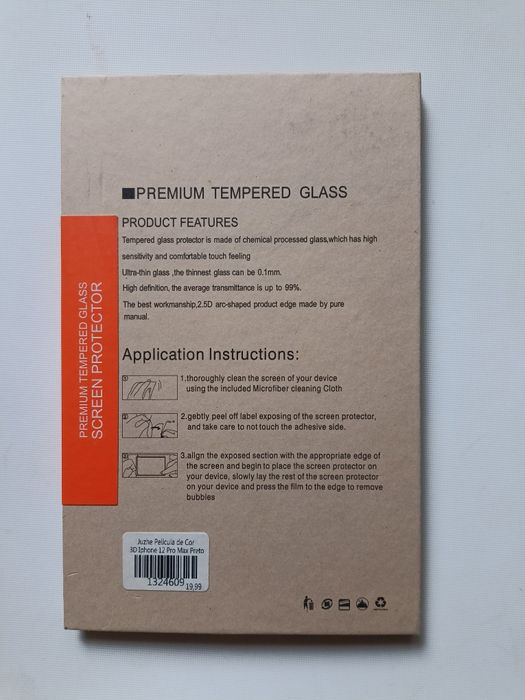 PREMIUM TEMPERED GLASS
PRODUCT FEATURES
Tempered glass protector is made of chemical processed glass,which has high
sensitivity and comfortable touch feeling
Ultra-thin glass ,the thinnest glass can be 0.1mm.
High definition, the average transmittance is up to 99%.
The best workmanship,2.5D arc-shaped product edge made by pure
manual.
PREMIUM TEMPERED GLASS
SCREEN PROTECTOR
Application Instructions:
1
1.thoroughly clean the screen of your device
using the included Microfiber cleaning Cloth
2
2.gebtly peel off label exposing of the screen protector,
and take care to not touch the adhesive side.
3
3.align the exposed section with the appropriate edge of
the screen and begin to place the screen protector on
your device, slowly lay the rest of the screen protector
on your device and press the film to the edge to remove
bubbles
Juzhe Pelicula de Cor
3D Iphone 12 Pro Max Preto
1324609
19,99